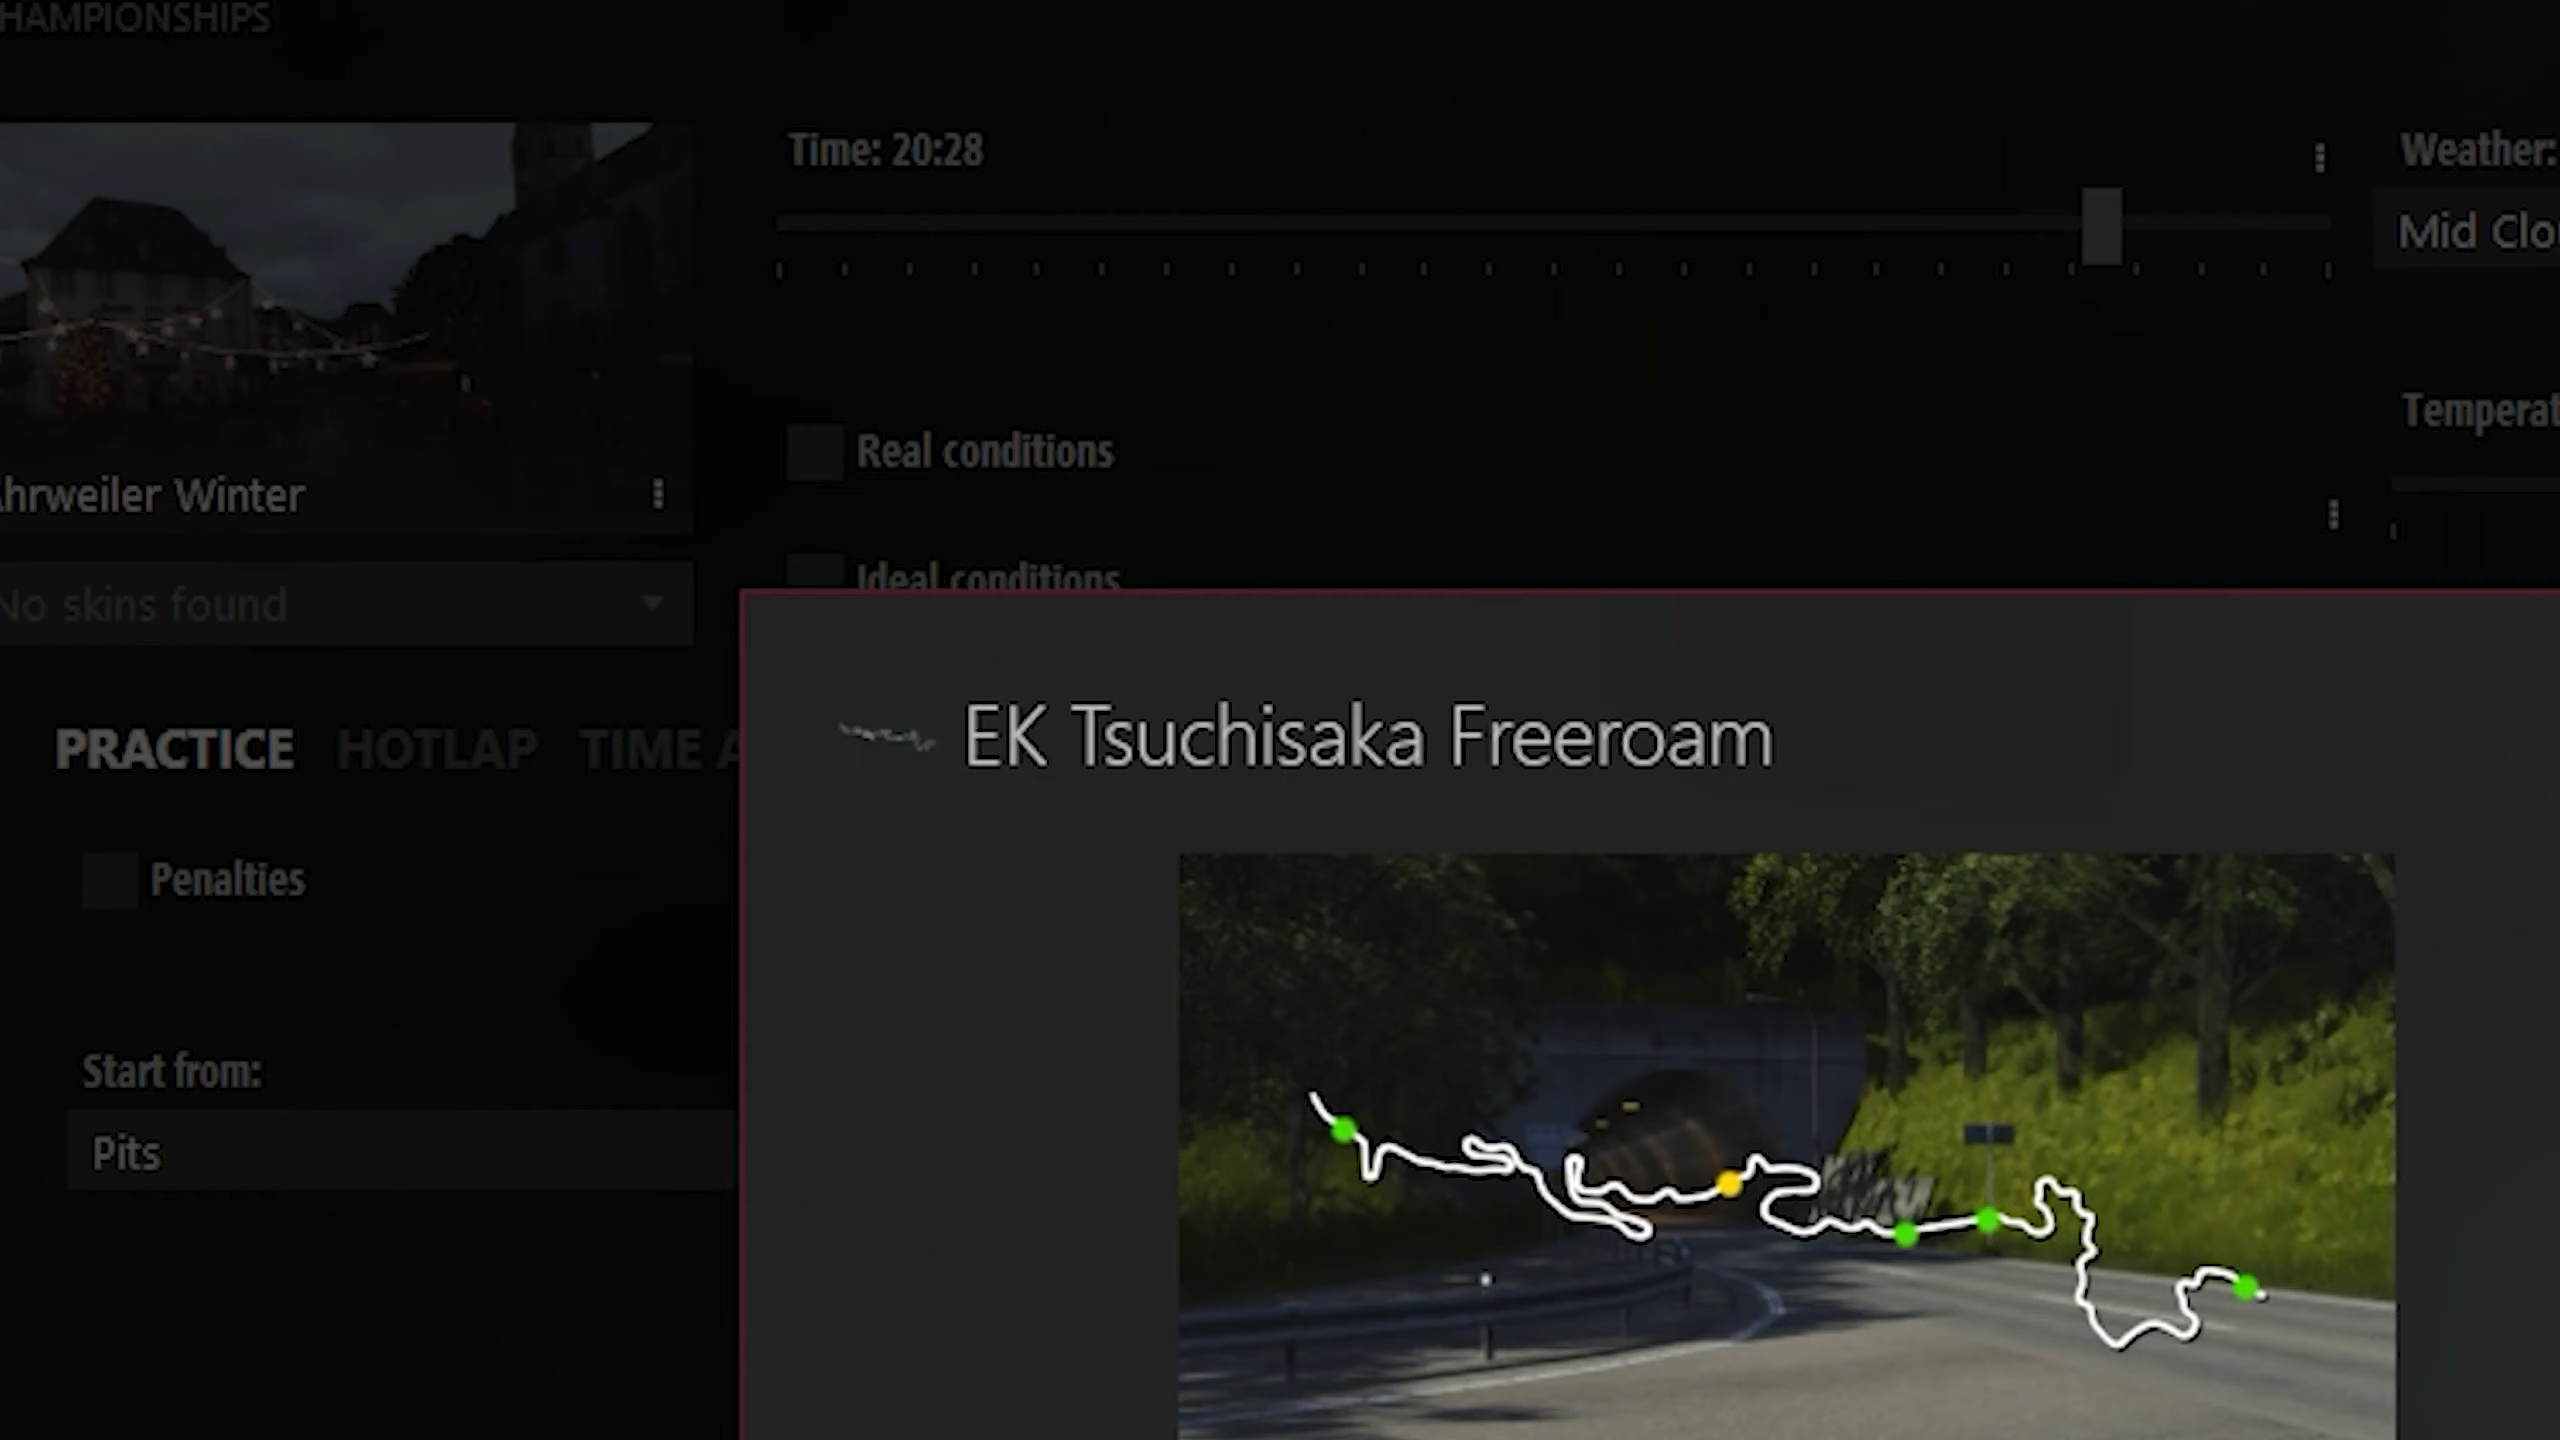 HAMPIONSHIPS
Time: 20:28
Weather:
Mid Clo
Real conditions
Temperat
hrweiler Winter
Ideal conditions
No skins found
EK Tsuchisaka Freeroam
PRACTICE HOTLAP TIME A
Penalties
Start from:
Pits